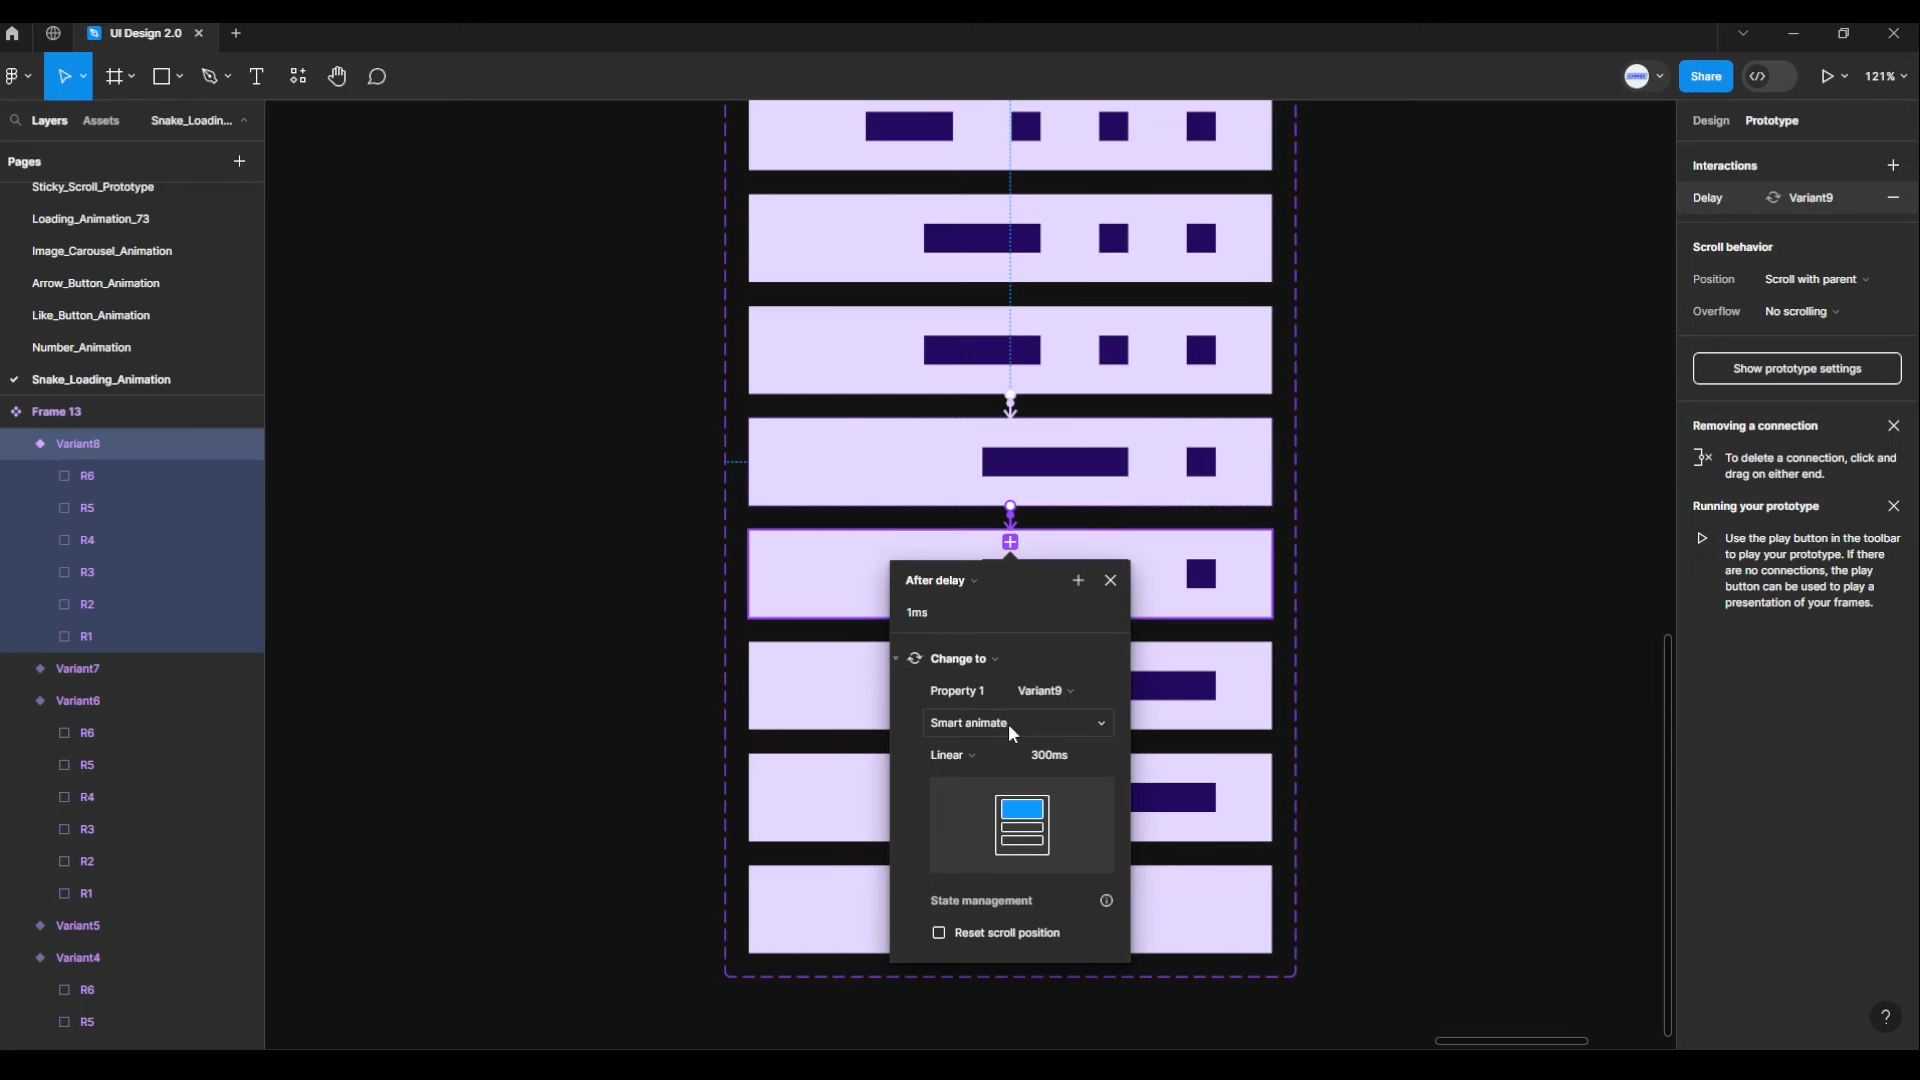 UI Design 2.0
Share
121%
Layers
Assets
Snake_Loadin...
Pages
Sticky_Scroll_Prototype
Loading_Animation_73
Image_Carousel_Animation
Arrow_Button_Animation
Like_Button_Animation
Number_Animation
Snake_Loading_Animation
Frame 13
Variant8
R6
R5
R4
R3
R2
R1
Variant7
Variant6
R6
R5
R4
R3
R2
R1
Variant5
Variant4
R6
R5
After delay
1ms
Change to
Property 1 Variant9
Smart animate
Linear 300ms
State management
Reset scroll position
Design Prototype
Interactions
Delay Variant9
Scroll behavior
Position Scroll with parent
Overflow No scrolling
Show prototype settings
Removing a connection
To delete a connection, click and
drag on either end.
Running your prototype
Use the play button in the toolbar
to play your prototype. If there
are no connections, the play
button can be used to play a
presentation of your frames.
?